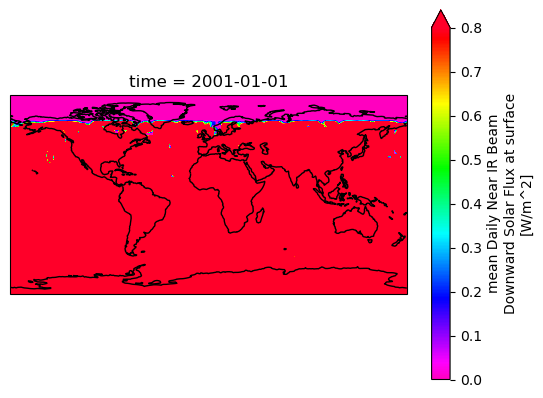 time = 2001-01-01
0.8
0.7
0.6
0.5
0.4
0.3
0.2
0.1
0.0
mean Daily Near IR Beam
Downward Solar Flux at surface
[W/m^2]